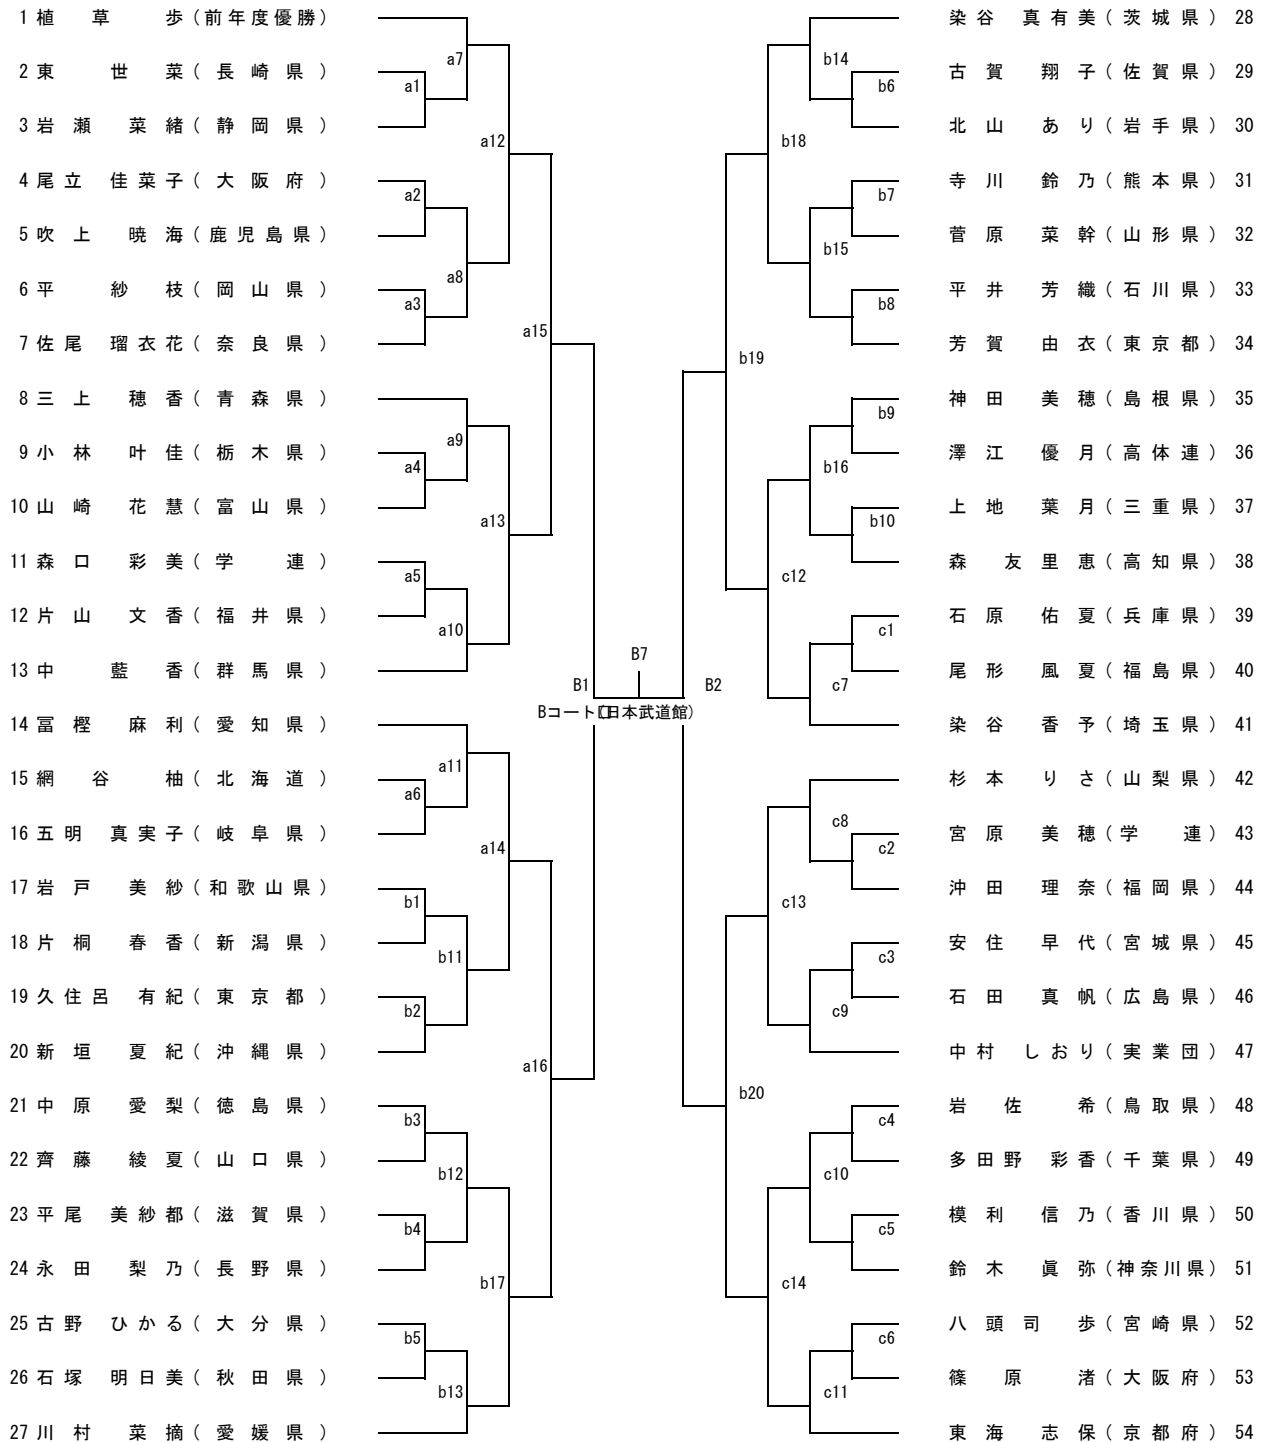 1 植草 歩 (前年度優勝)
2 東 世菜 (長崎県)
3 岩瀬 菜緒 (静岡県)
4 尾立 佳菜子 (大阪府)
5 吹上 暁海 (鹿児島県)
6 平 紗枝 (岡山県)
7 佐尾 瑠衣花 (奈良県)
8 三上 穂香 (青森県)
9 小林 叶佳 (栃木県)
10 山崎 花慧 (富山県)
11 森口 彩美 (学連)
12 片山 文香 (福井県)
13 中 藍香 (群馬県)
14 冨樫 麻利 (愛知県)
15 網谷 柚 (北海道)
16 五明 真実子 (岐阜県)
17 岩戸 美紗 (和歌山県)
18 片桐 春香 (新潟県)
19 久住呂 有紀 (東京都)
20 新垣 夏紀 (沖縄県)
21 中原 愛梨 (徳島県)
22 齊藤 綾夏 (山口県)
23 平尾 美紗都 (滋賀県)
24 永田 梨乃 (長野県)
25 古野 ひかる (大分県)
26 石塚 明日美 (秋田県)
27 川村 菜摘 (愛媛県)
a1
a2
a3
a4
a5
a6
b1
b2
b3
b4
b5
a7
a8
a9
a10
a11
b11
b12
b13
a12
a13
a14
b17
a15
a16
B1
B7
B2
Bコート(日本武道館)
b19
b20
b18
c12
c13
c14
b14
b15
b16
c7
c8
c9
c10
c11
b6
b7
b8
b9
b10
c1
c2
c3
c4
c5
c6
染谷 真有美 (茨城県) 28
古賀 翔子 (佐賀県) 29
北山 あり (岩手県) 30
寺川 鈴乃 (熊本県) 31
菅原 菜幹 (山形県) 32
平井 芳織 (石川県) 33
芳賀 由衣 (東京都) 34
神田 美穂 (島根県) 35
澤江 優月 (高体連) 36
上地 葉月 (三重県) 37
森 友里恵 (高知県) 38
石原 佑夏 (兵庫県) 39
尾形 風夏 (福島県) 40
染谷 香予 (埼玉県) 41
杉本 りさ (山梨県) 42
宮原 美穂 (学連) 43
沖田 理奈 (福岡県) 44
安住 早代 (宮城県) 45
石田 真帆 (広島県) 46
中村 しおり (実業団) 47
岩佐 希 (鳥取県) 48
多田野 彩香 (千葉県) 49
模利 信乃 (香川県) 50
鈴木 眞弥 (神奈川県) 51
八頭司 歩 (宮崎県) 52
篠原 渚 (大阪府) 53
東海 志保 (京都府) 54